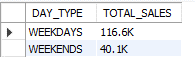 DAY_TYPE TOTAL_SALES
WEEKDAYS 116.6K
WEEKENDS 40.1K